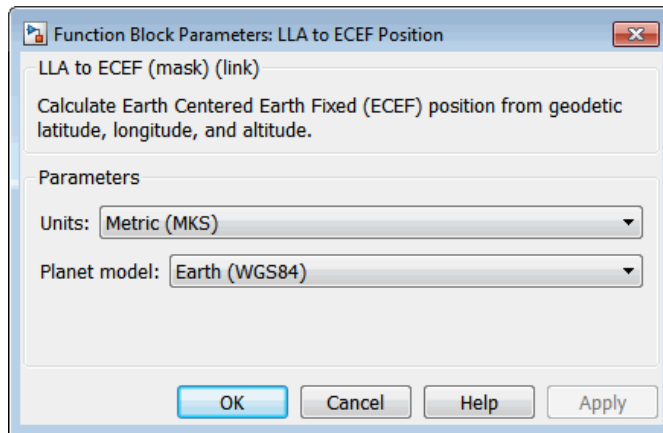 Function Block Parameters: LLA to ECEF Position
LLA to ECEF (mask) (link)
Calculate Earth Centered Earth Fixed (ECEF) position from geodetic
latitude, longitude, and altitude.
Parameters
Units: Metric (MKS)
Planet model: Earth (WGS84)
OK Cancel Help Apply